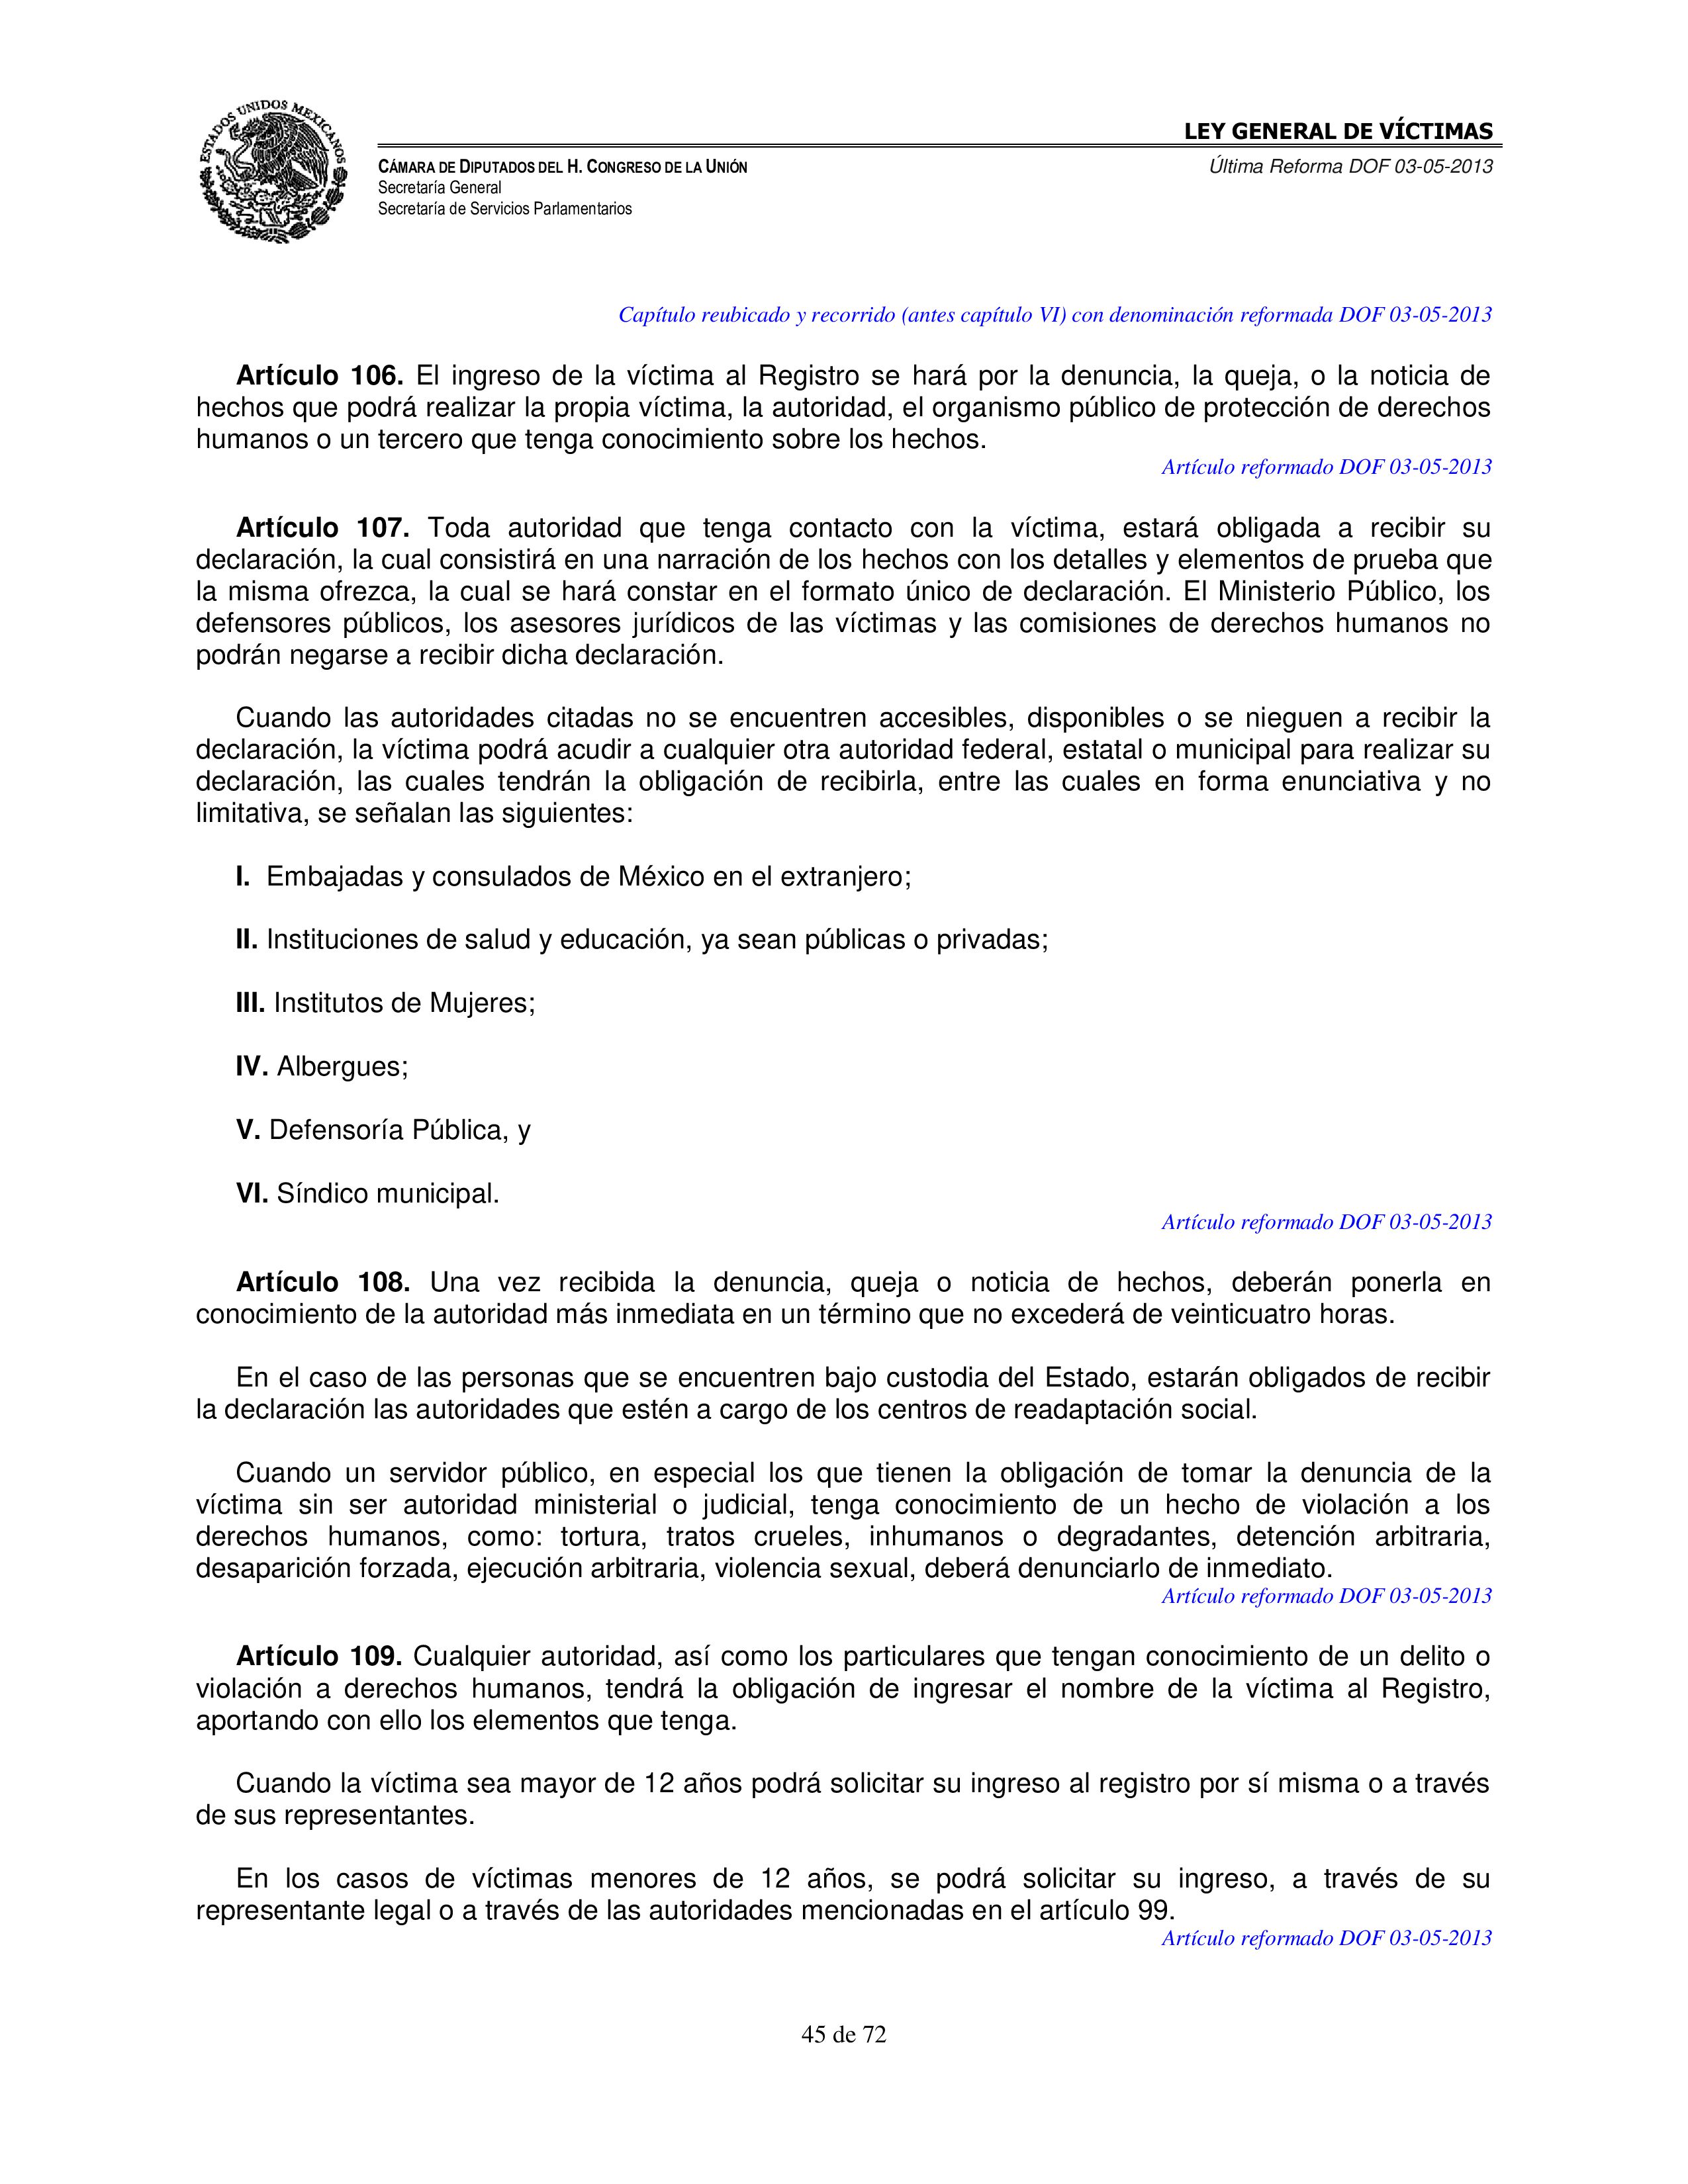 ESTADOS UNIDOS MEXICANOS
LEY GENERAL DE VÍCTIMAS
CÁMARA DE DIPUTADOS DEL H. CONGRESO DE LA UNIÓN
Última Reforma DOF 03-05-2013
Secretaría General
Secretaría de Servicios Parlamentarios
Capítulo reubicado y recorrido (antes capítulo VI) con denominación reformada DOF 03-05-2013
Artículo 106. El ingreso de la víctima al Registro se hará por la denuncia, la queja, o la noticia de
hechos que podrá realizar la propia víctima, la autoridad, el organismo público de protección de derechos
humanos o un tercero que tenga conocimiento sobre los hechos.
Artículo reformado DOF 03-05-2013
Artículo 107. Toda autoridad que tenga contacto con la víctima, estará obligada a recibir su
declaración, la cual consistirá en una narración de los hechos con los detalles y elementos de prueba que
la misma ofrezca, la cual se hará constar en el formato único de declaración. El Ministerio Público, los
defensores públicos, los asesores jurídicos de las víctimas y las comisiones de derechos humanos no
podrán negarse a recibir dicha declaración.
Cuando las autoridades citadas no se encuentren accesibles, disponibles o se nieguen a recibir la
declaración, la víctima podrá acudir a cualquier otra autoridad federal, estatal o municipal para realizar su
declaración, las cuales tendrán la obligación de recibirla, entre las cuales en forma enunciativa y no
limitativa, se señalan las siguientes:
I. Embajadas y consulados de México en el extranjero;
II. Instituciones de salud y educación, ya sean públicas o privadas;
III. Institutos de Mujeres;
IV. Albergues;
V. Defensoría Pública, y
VI. Síndico municipal.
Artículo reformado DOF 03-05-2013
Artículo 108. Una vez recibida la denuncia, queja o noticia de hechos, deberán ponerla en
conocimiento de la autoridad más inmediata en un término que no excederá de veinticuatro horas.
En el caso de las personas que se encuentren bajo custodia del Estado, estarán obligados de recibir
la declaración las autoridades que estén a cargo de los centros de readaptación social.
Cuando un servidor público, en especial los que tienen la obligación de tomar la denuncia de la
víctima sin ser autoridad ministerial o judicial, tenga conocimiento de un hecho de violación a los
derechos humanos, como: tortura, tratos crueles, inhumanos o degradantes, detención arbitraria,
desaparición forzada, ejecución arbitraria, violencia sexual, deberá denunciarlo de inmediato.
Artículo reformado DOF 03-05-2013
Artículo 109. Cualquier autoridad, así como los particulares que tengan conocimiento de un delito o
violación a derechos humanos, tendrá la obligación de ingresar el nombre de la víctima al Registro,
aportando con ello los elementos que tenga.
Cuando la víctima sea mayor de 12 años podrá solicitar su ingreso al registro por sí misma o a través
de sus representantes.
En los casos de víctimas menores de 12 años, se podrá solicitar su ingreso, a través de su
representante legal o a través de las autoridades mencionadas en el artículo 99.
Artículo reformado DOF 03-05-2013
45 de 72